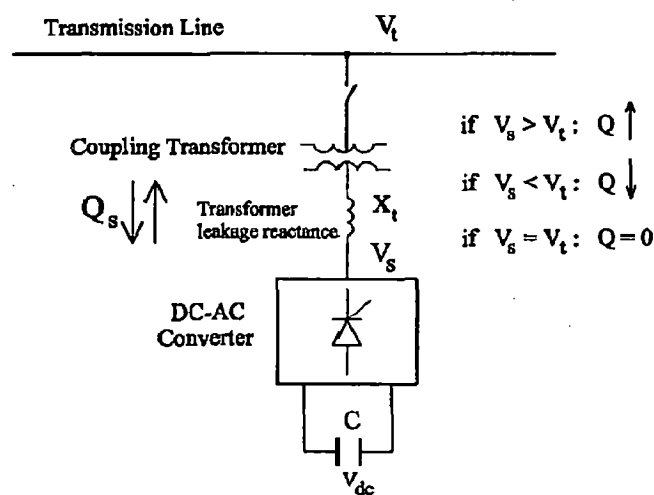 Transmission Line
V_t
if V_s > V_t : Q ↑
Coupling Transformer
if V_s < V_t : Q ↓
Q_s
Transformer
leakage reactance
X_t
if V_s = V_t : Q = 0
V_s
DC-AC
Converter
C
V_dc